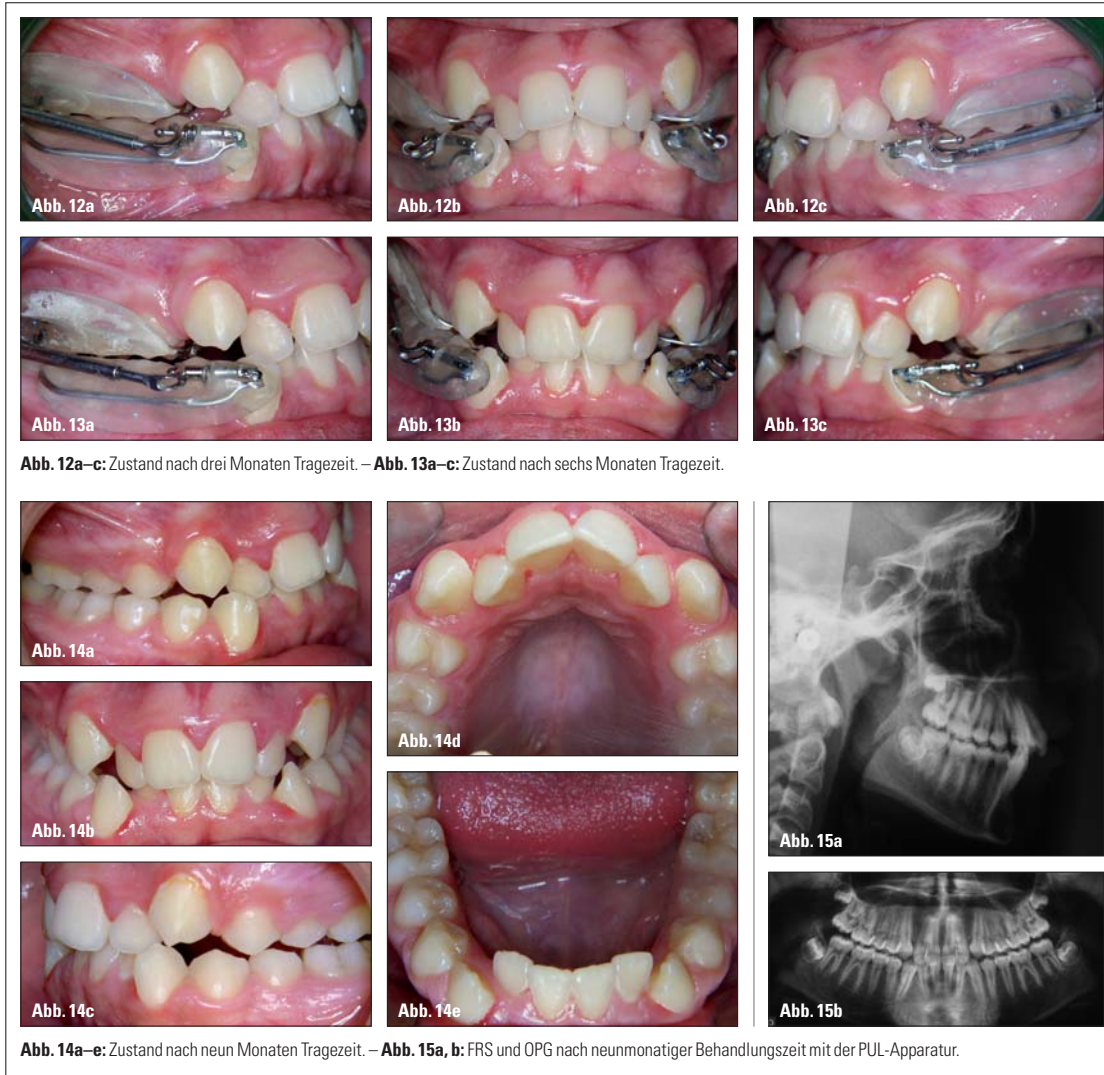 Abb. 12a
Abb. 12b
Abb. 12c
Abb. 13a
Abb. 13b
Abb. 13c
Abb. 12a–c: Zustand nach drei Monaten Tragezeit. – Abb. 13a–c: Zustand nach sechs Monaten Tragezeit.
Abb. 14a
Abb. 14b
Abb. 14c
Abb. 14d
Abb. 14e
Abb. 15a
Abb. 15b
Abb. 14a–e: Zustand nach neun Monaten Tragezeit. – Abb. 15a, b: FRS und OPG nach neunmonatiger Behandlungszeit mit der PUL-Apparatur.